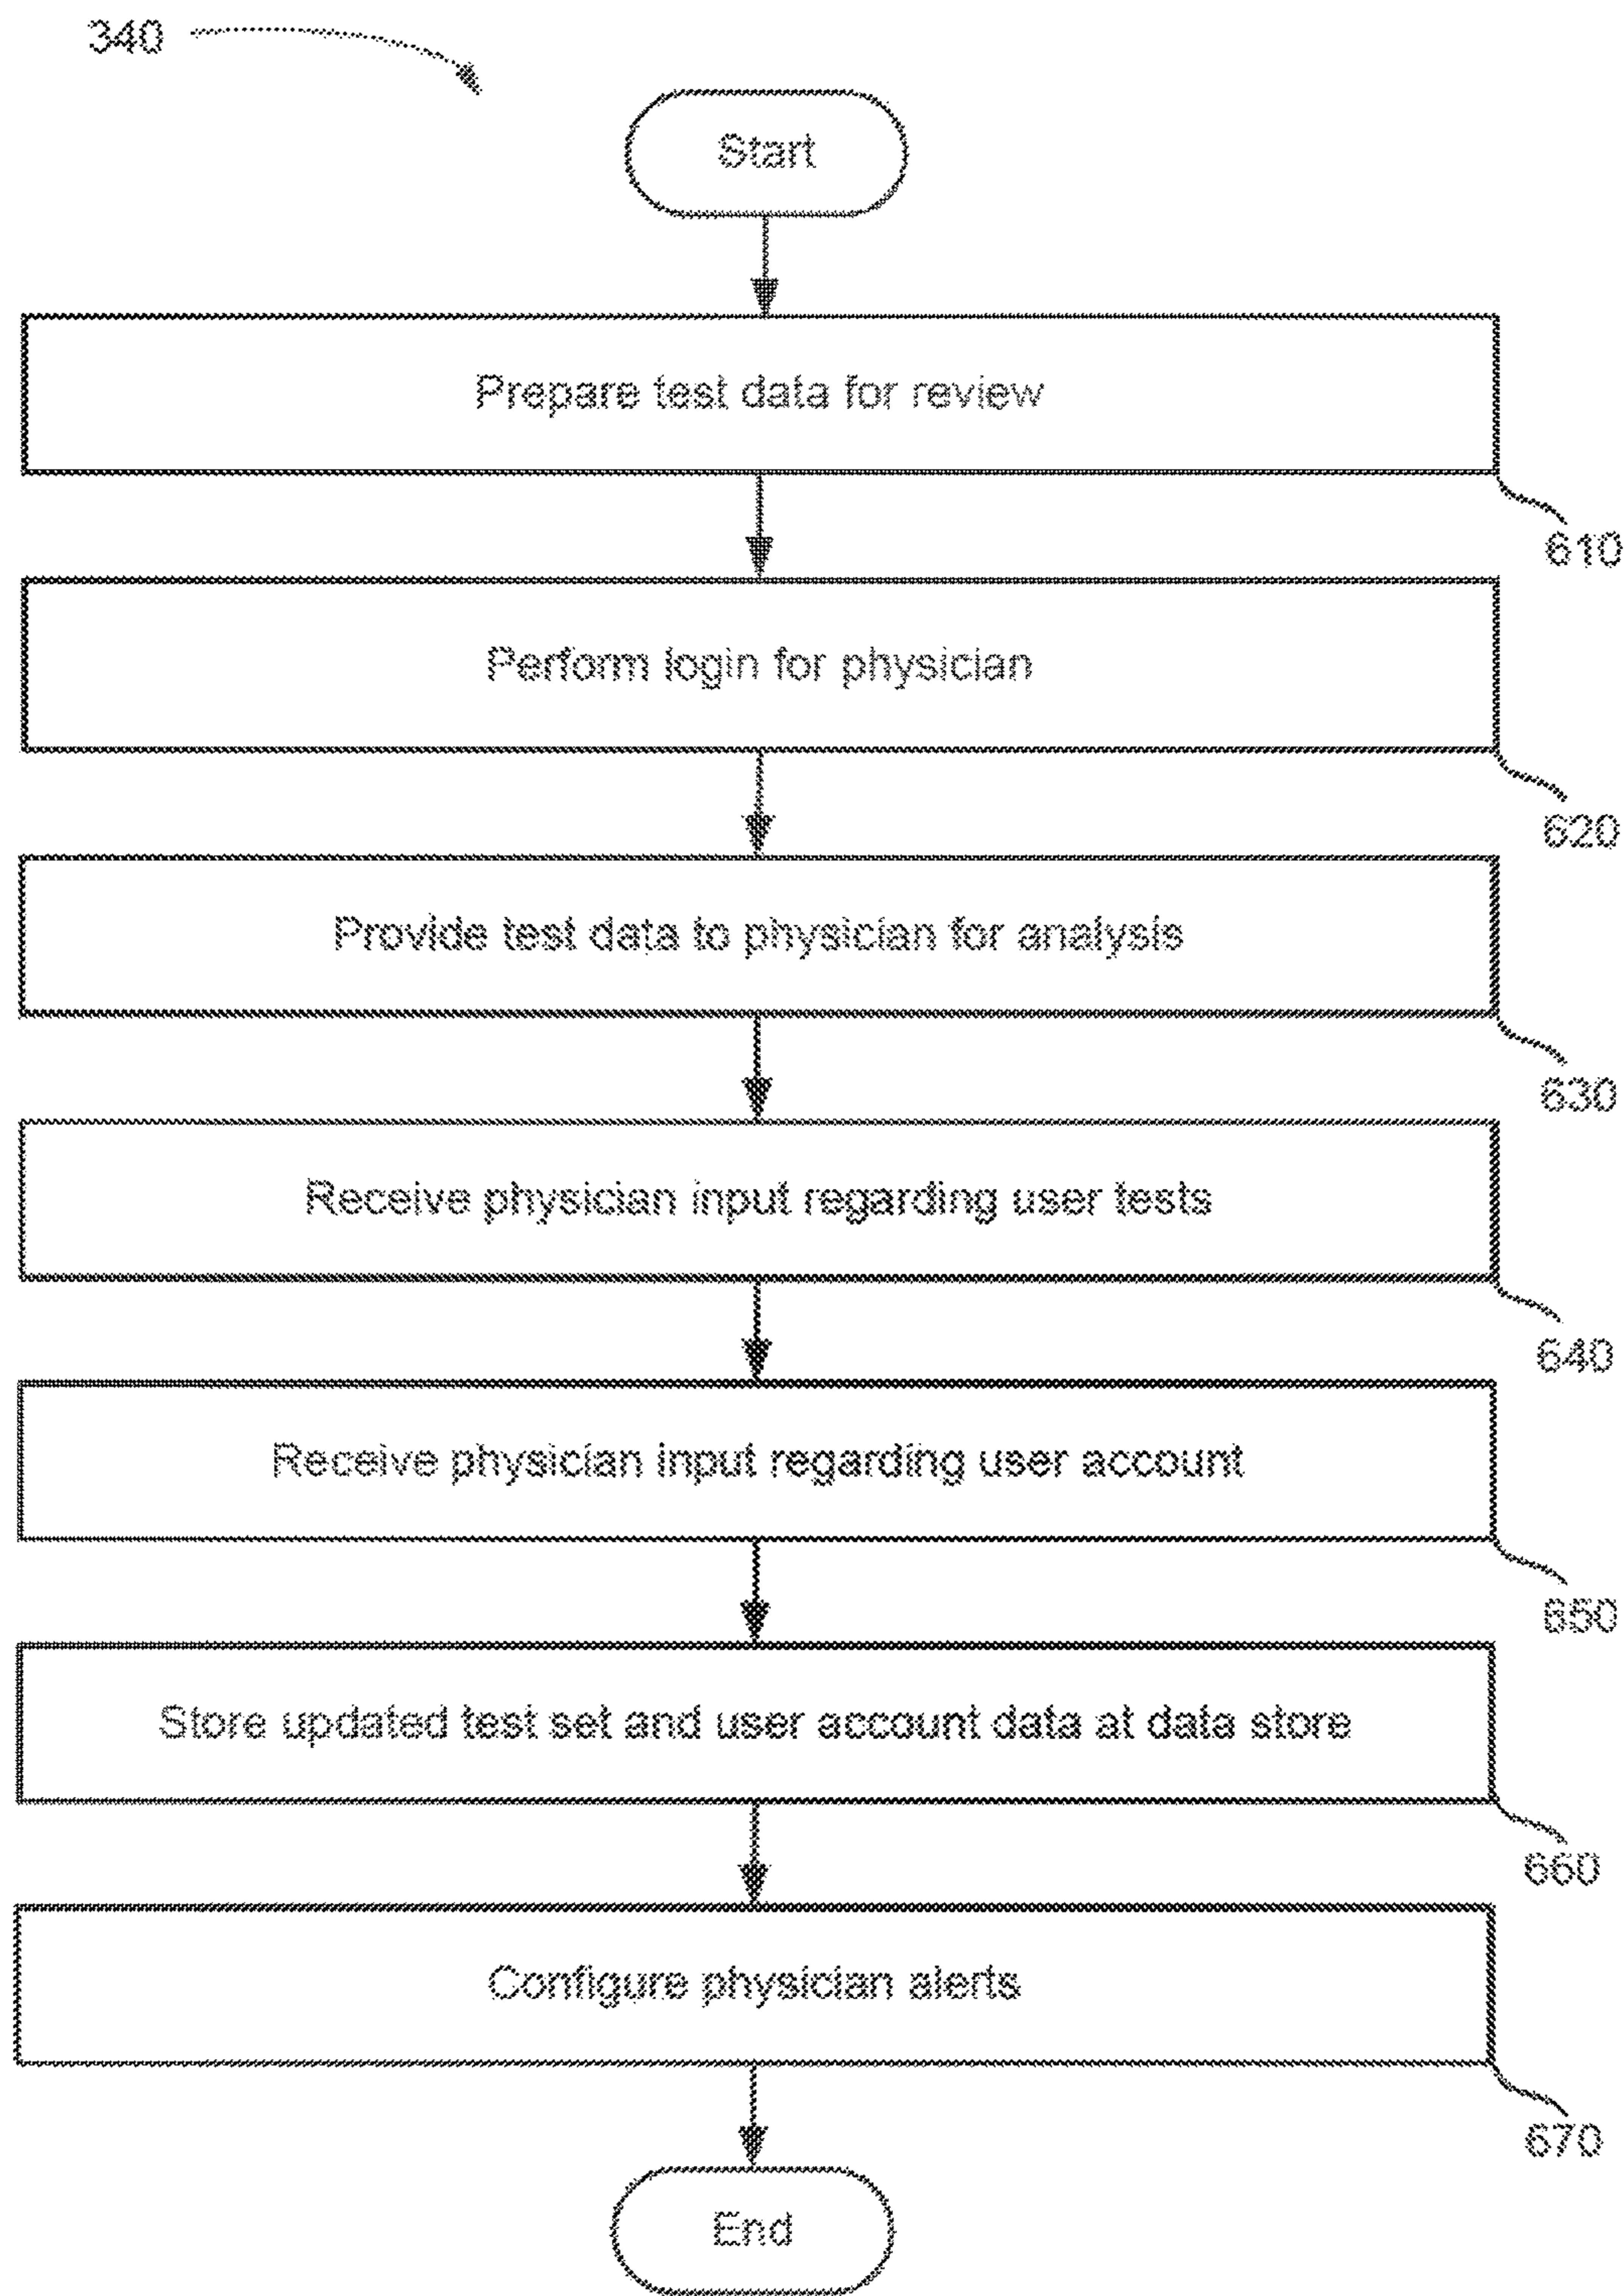 340
Start
Prepare test data for review
610
Perform login for physician
620
Provide test data to physician for analysis
630
Receive physician input regarding user tests
640
Receive physician input regarding user account
650
Store updated test set and user account data at data store
660
Configure physician alerts
670
End